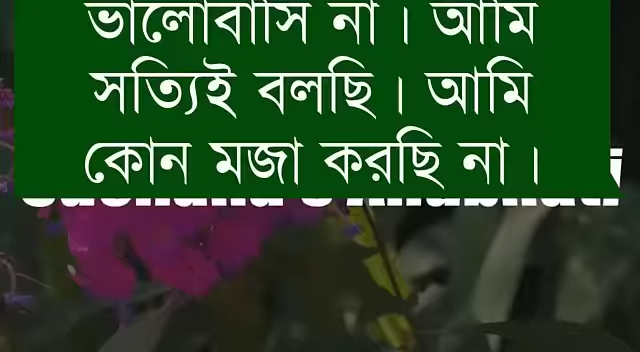 ভালোবাসি না। আমি
সত্যিই বলছি। আমি
কোন মজা করছি না।